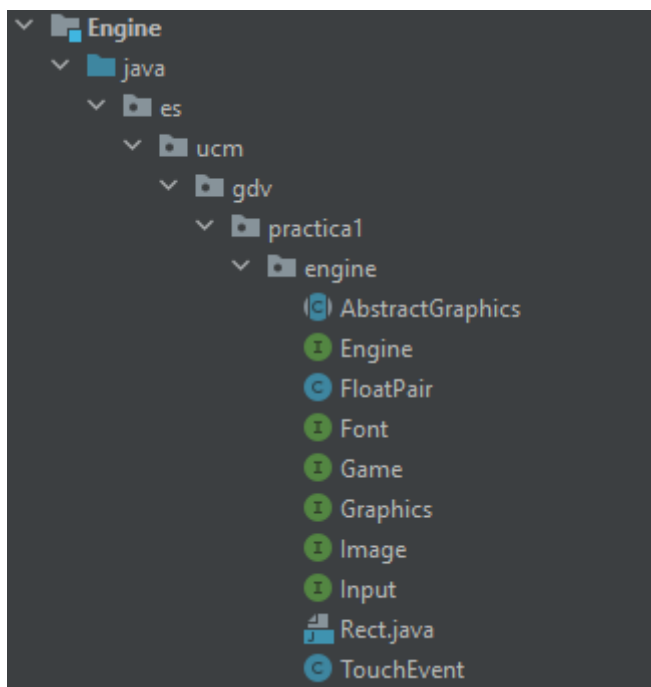 Engine
java
es
ucm
gdv
practica1
engine
AbstractGraphics
Engine
FloatPair
Font
Game
Graphics
Image
Input
Rect.java
TouchEvent